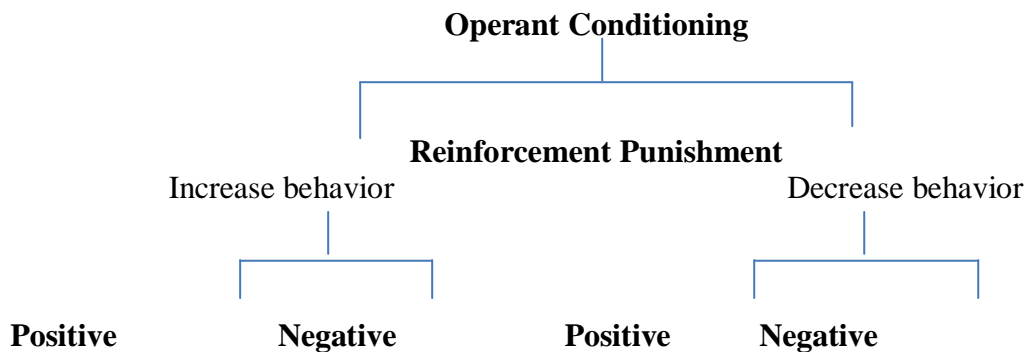 Operant Conditioning
Reinforcement Punishment
Increase behavior Decrease behavior
Positive Negative Positive Negative